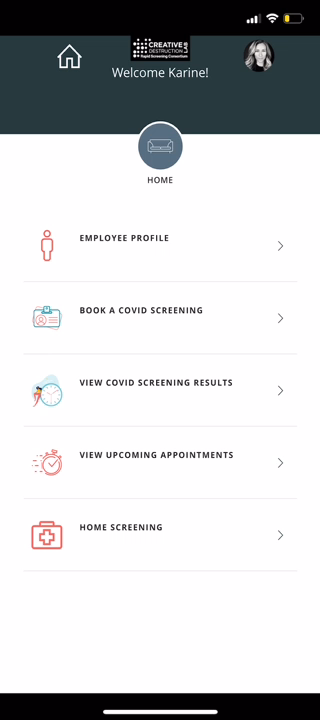 CREATIVE
DESTRUCTION
LAB
Rapid Screening Consortium
Welcome Karine!
HOME
EMPLOYEE PROFILE
BOOK A COVID SCREENING
VIEW COVID SCREENING RESULTS
VIEW UPCOMING APPOINTMENTS
HOME SCREENING